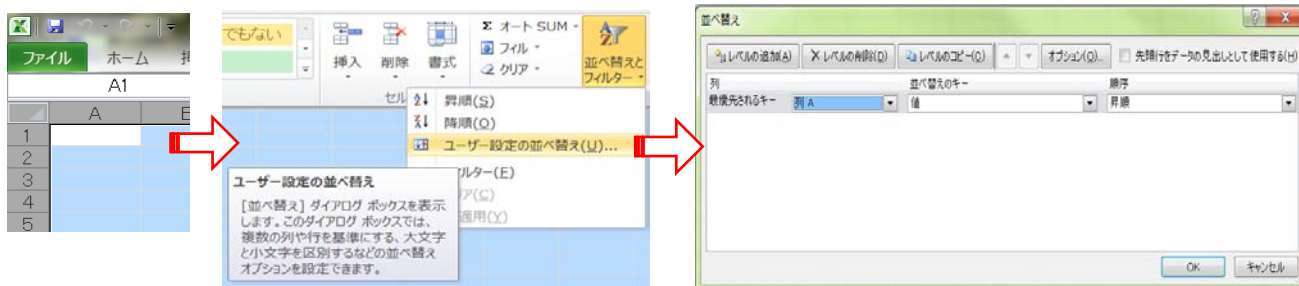 ファイル ホーム 挿
A1
A
1
2
3
4
5
でもない
挿入 削除 書式
セル
Σ オート SUM
フィル
クリア
並べ替えと
フィルター
昇順(S)
降順(O)
ユーザー設定の並べ替え(U)...
ルター(E)
ア(C)
適用(Y)
ユーザー設定の並べ替え
[並べ替え] ダイアログ ボックスを表示
します。このダイアログ ボックスでは、
複数の列や行を基準にする、大文字
と小文字を区別するなどの並べ替え
オプションを設定できます。
並べ替え
レベルの追加(A) レベルの削除(D) レベルのコピー(C) オプション(O)... 先頭行をデータの見出しとして使用する(H)
列 並べ替えのキー 順序
最優先されるキー 列 A 値 昇順
OK キャンセル